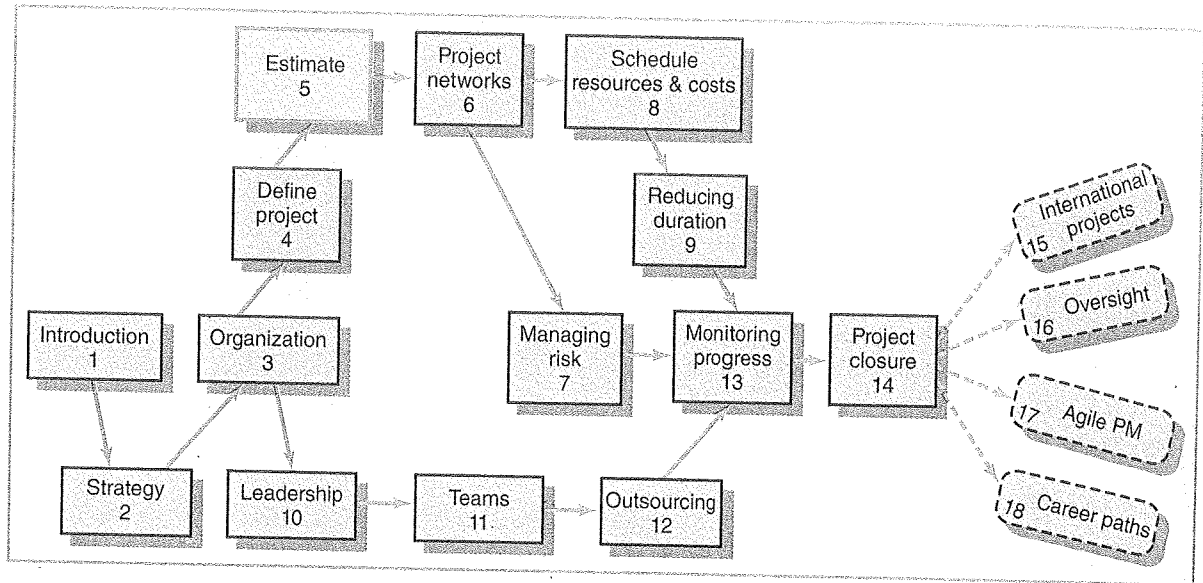 Estimate
5
Project
networks
6
Schedule
resources & costs
8
Define
project
4
Reducing
duration
9
International
projects
15
Introduction
1
Organization
3
Managing
risk
7
Monitoring
progress
13
Project
closure
14
Oversight
16
Agile PM
17
Strategy
2
Leadership
10
Teams
11
Outsourcing
12
Career paths
18